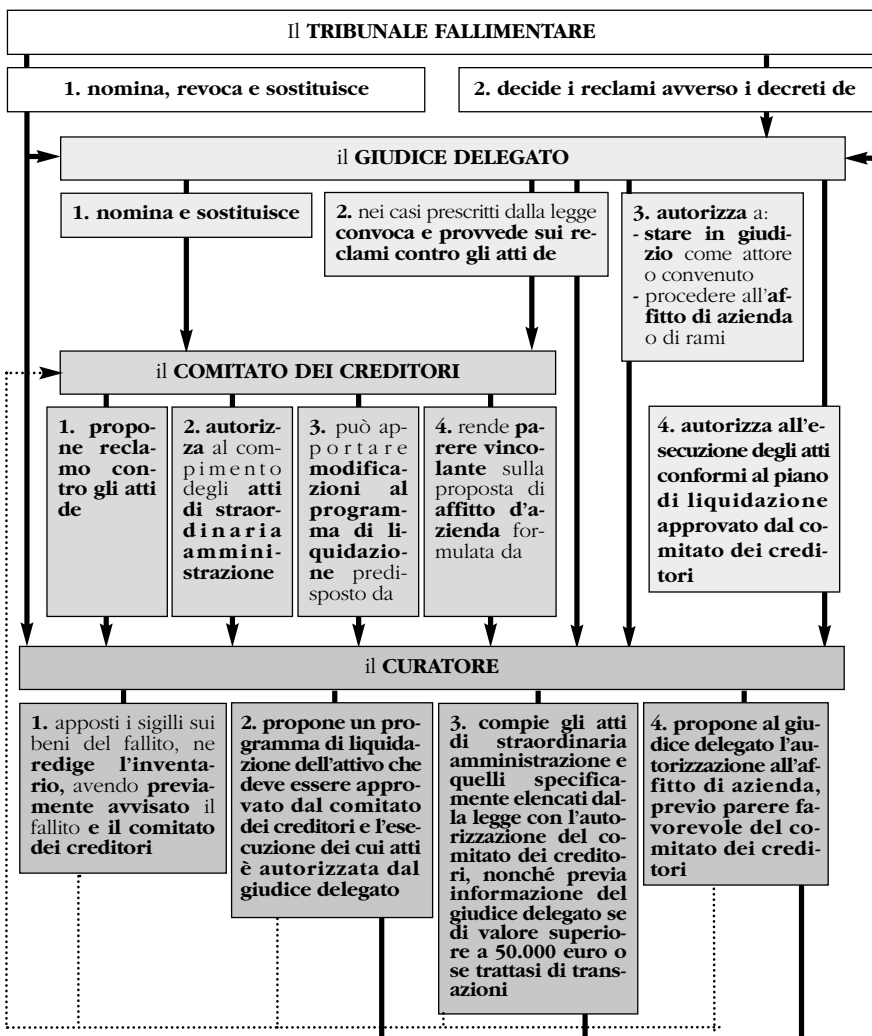 Il TRIBUNALE FALLIMENTARE
1. nomina, revoca e sostituisce
2. decide i reclami avverso i decreti de
il GIUDICE DELEGATO
1. nomina e sostituisce
2. nei casi prescritti dalla legge
convoca e provvede sui re-
clami contro gli atti de
3. autorizza a:
- stare in giudi-
zio come attore
o convenuto
- procedere all'af-
fitto di azienda
o di rami
il COMITATO DEI CREDITORI
1. propo-
ne recla-
mo con-
tro gli atti
de
2. autoriz-
za al com-
pimento
degli atti
di straor-
dinaria
ammini-
strazione
3. può ap-
portare
modifica-
zioni al
program-
ma di li-
quidazio-
ne predi-
sposto da
4. rende pa-
rere vinco-
lante sulla
proposta di
affitto d'a-
zienda for-
mulata da
4. autorizza all'e-
secuzione degli atti
conformi al piano
di liquidazione
approvato dal co-
mitato dei credi-
tori
il CURATORE
1. apposti i sigilli sui
beni del fallito, ne
redige l'inventa-
rio, avendo previa-
mente avvisato il
fallito e il comitato
dei creditori
2. propone un pro-
gramma di liquida-
zione dell'attivo che
deve essere appro-
vato dal comitato
dei creditori e l'ese-
cuzione dei cui atti
è autorizzata dal
giudice delegato
3. compie gli atti
di straordinaria
amministrazione e
quelli specifica-
mente elencati dal-
la legge con l'auto-
rizzazione del co-
mitato dei credito-
ri, nonché previa
informazione del
giudice delegato se
di valore superio-
re a 50.000 euro o
se trattasi di trans-
azioni
4. propone al giu-
dice delegato l'au-
torizzazione all'af-
fitto di azienda,
previo parere fa-
vorevole del co-
mitato dei credi-
tori